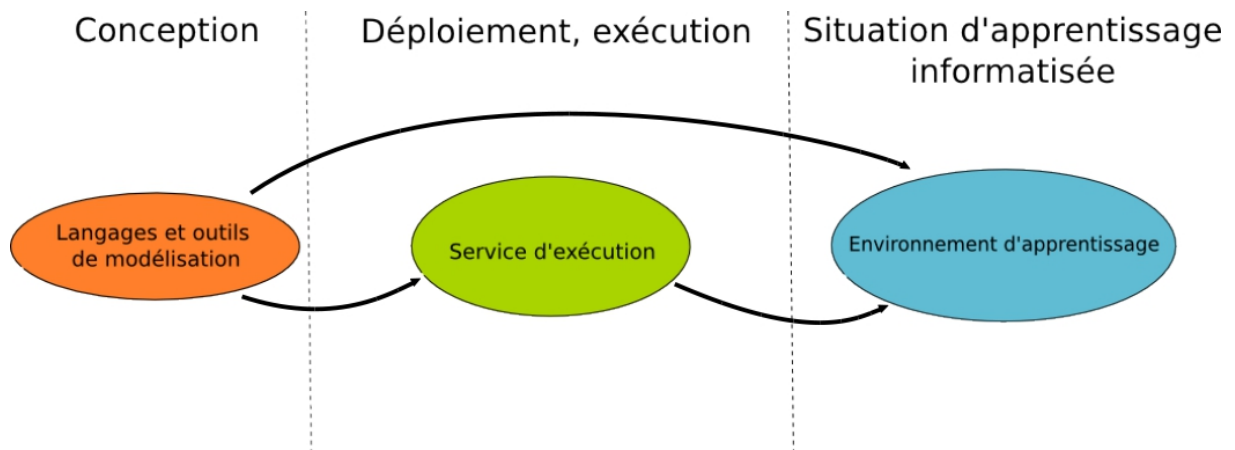 Conception
Déploiement, exécution
Situation d'apprentissage
informatisée
Langages et outils
de modélisation
Service d'exécution
Environnement d'apprentissage